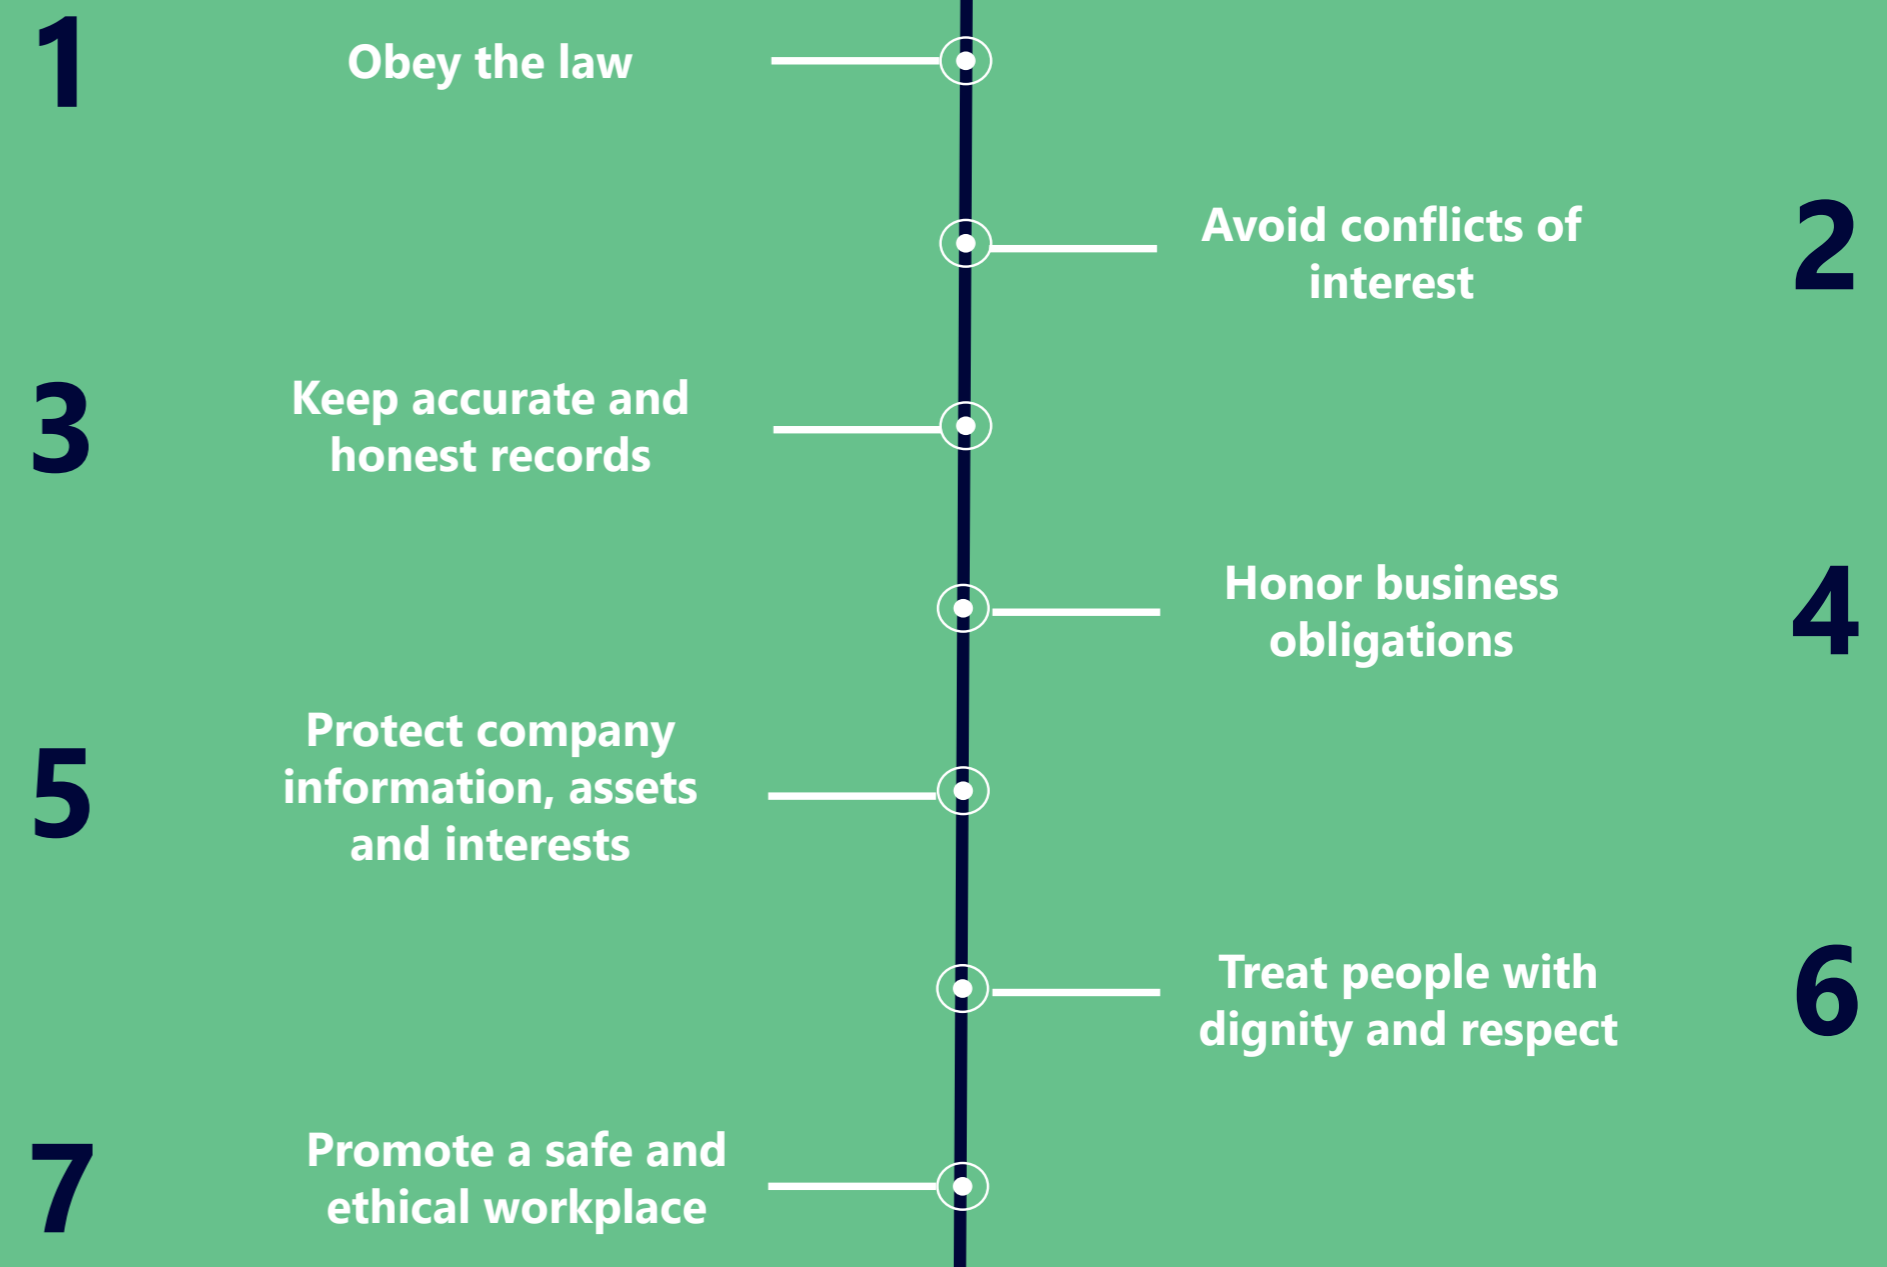 1
Obey the law
2
Avoid conflicts of
interest
3
Keep accurate and
honest records
4
Honor business
obligations
5
Protect company
information, assets
and interests
6
Treat people with
dignity and respect
7
Promote a safe and
ethical workplace